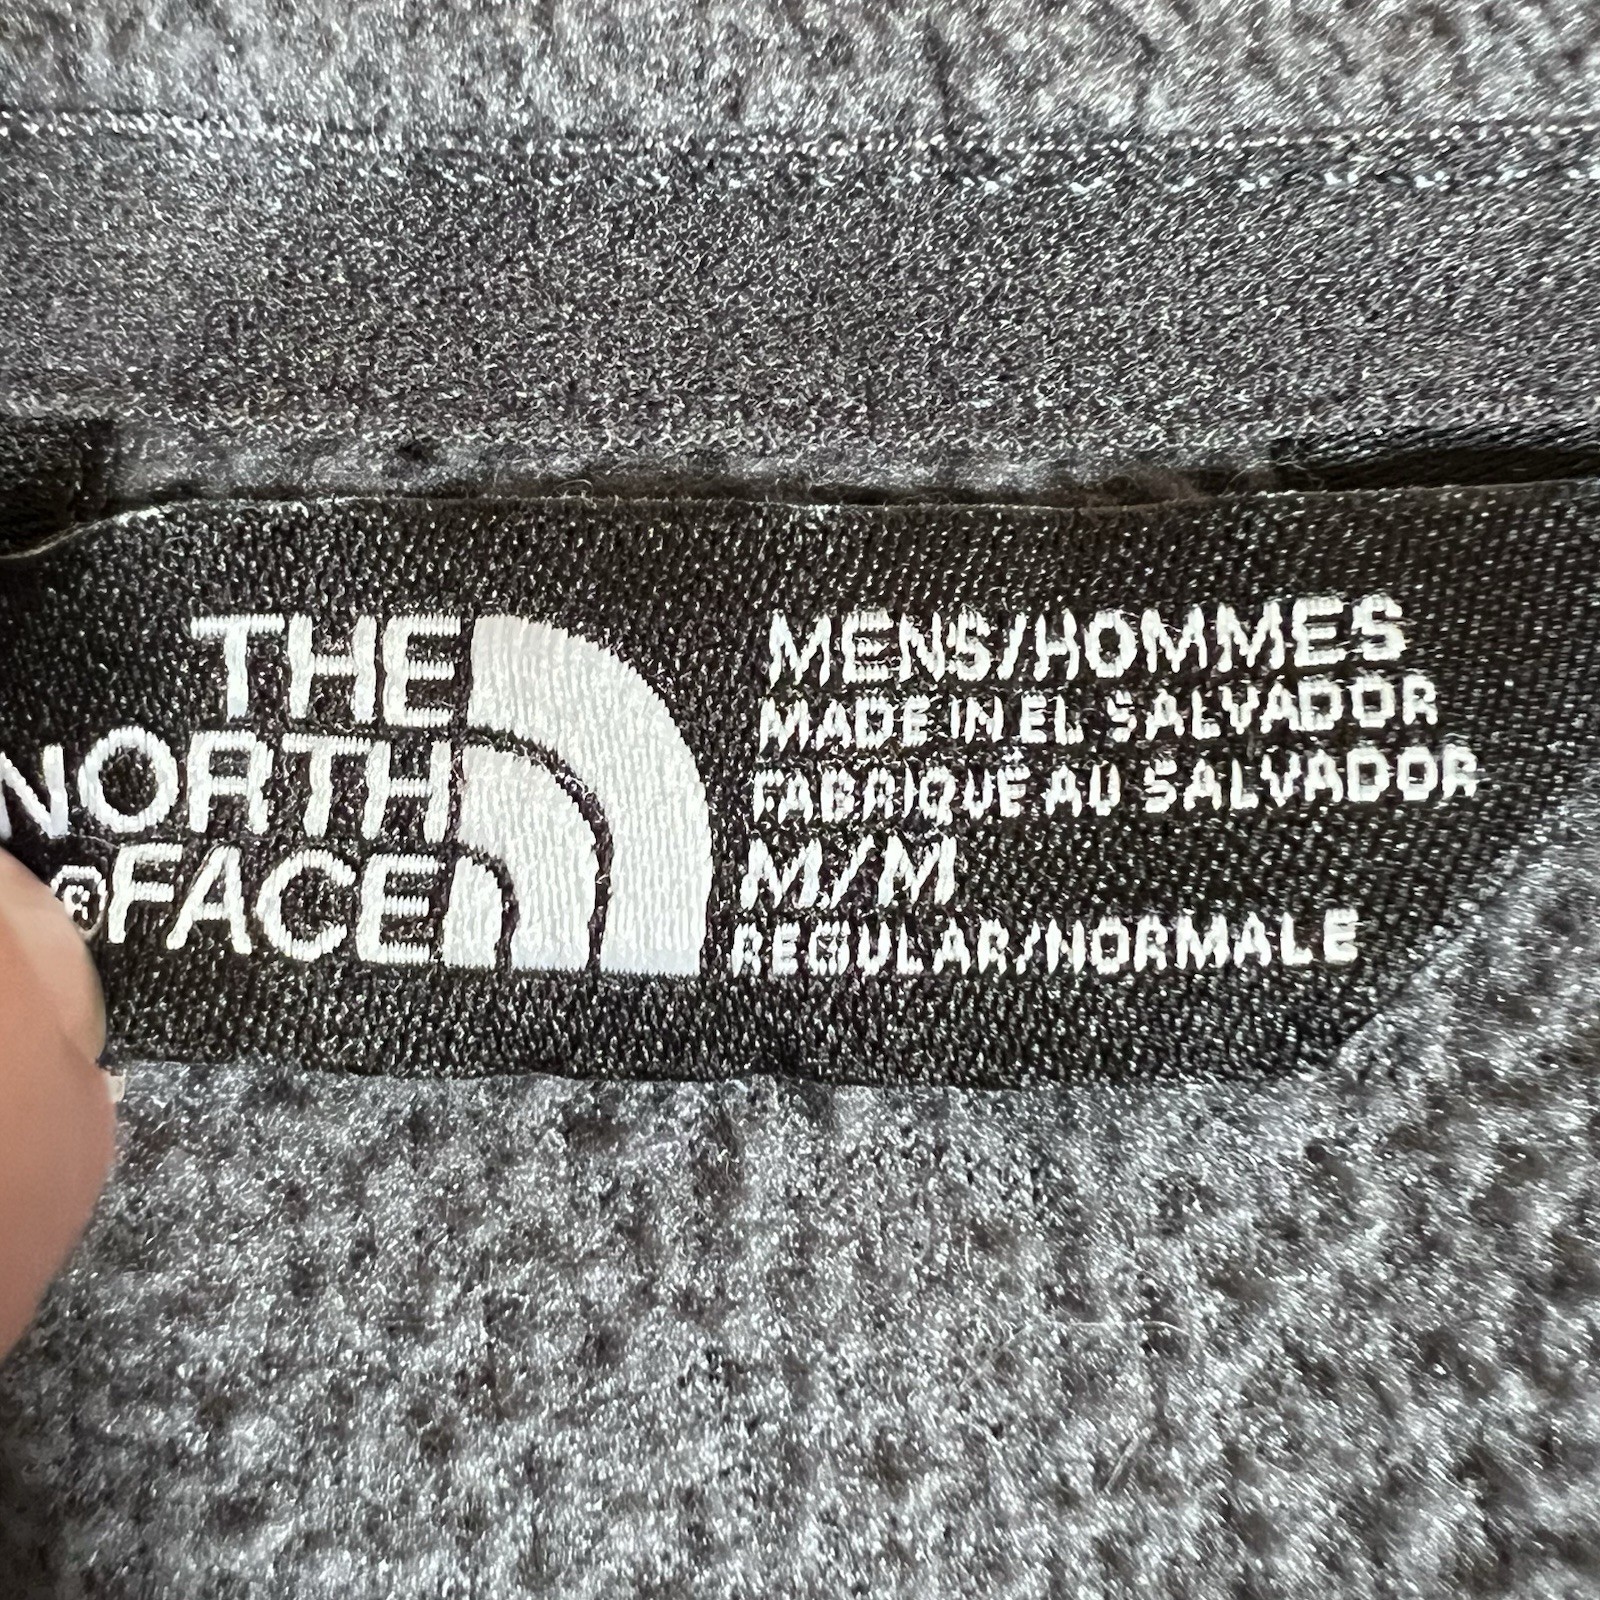 THE
NORTH
®FACE
MENS/HOMMES
MADE IN EL SALVADOR
FABRIQUÉ AU SALVADOR
M/M
REGULAR/NORMALE